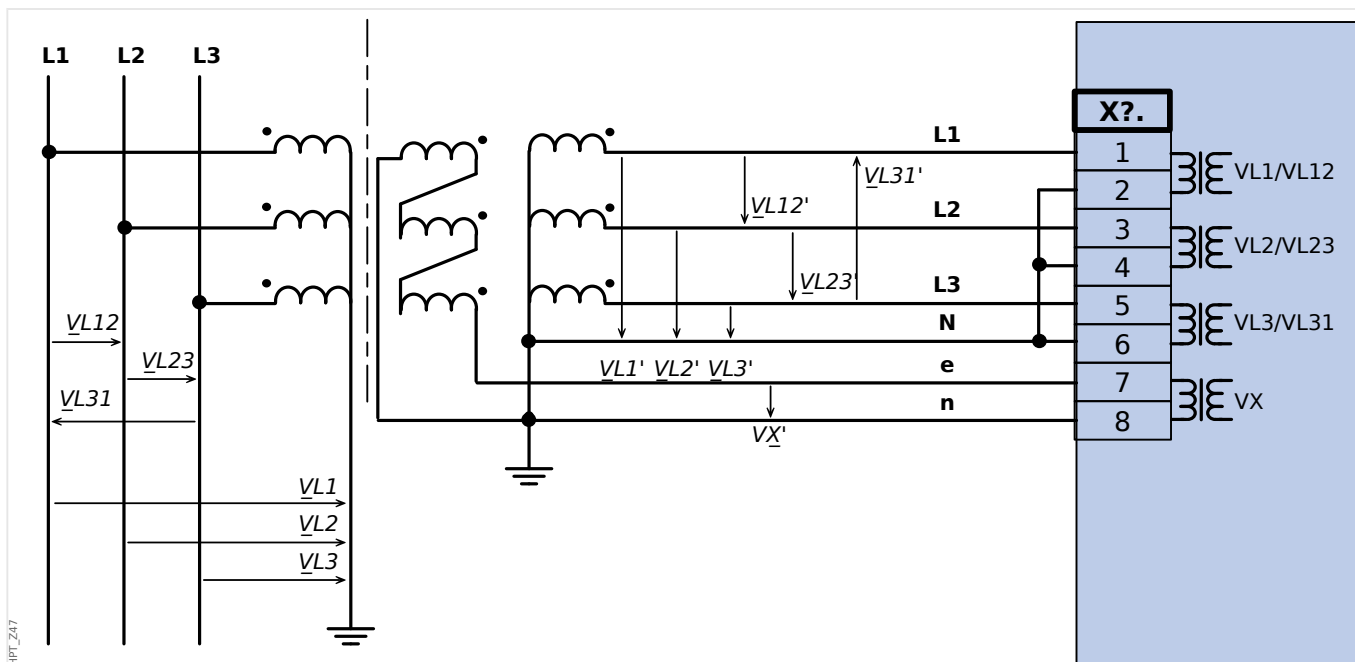 L1 L2 L3
X?.
L1
1
VL1/VL12
VL31'
2
VL12'
L2
3
VL2/VL23
4
VL23'
L3
5
N
VL3/VL31
6
VL12
VL23
VL1' VL2' VL3'
e
7
VL31
n
VX
8
VX'
VL1
VL2
VL3
HPT_Z47